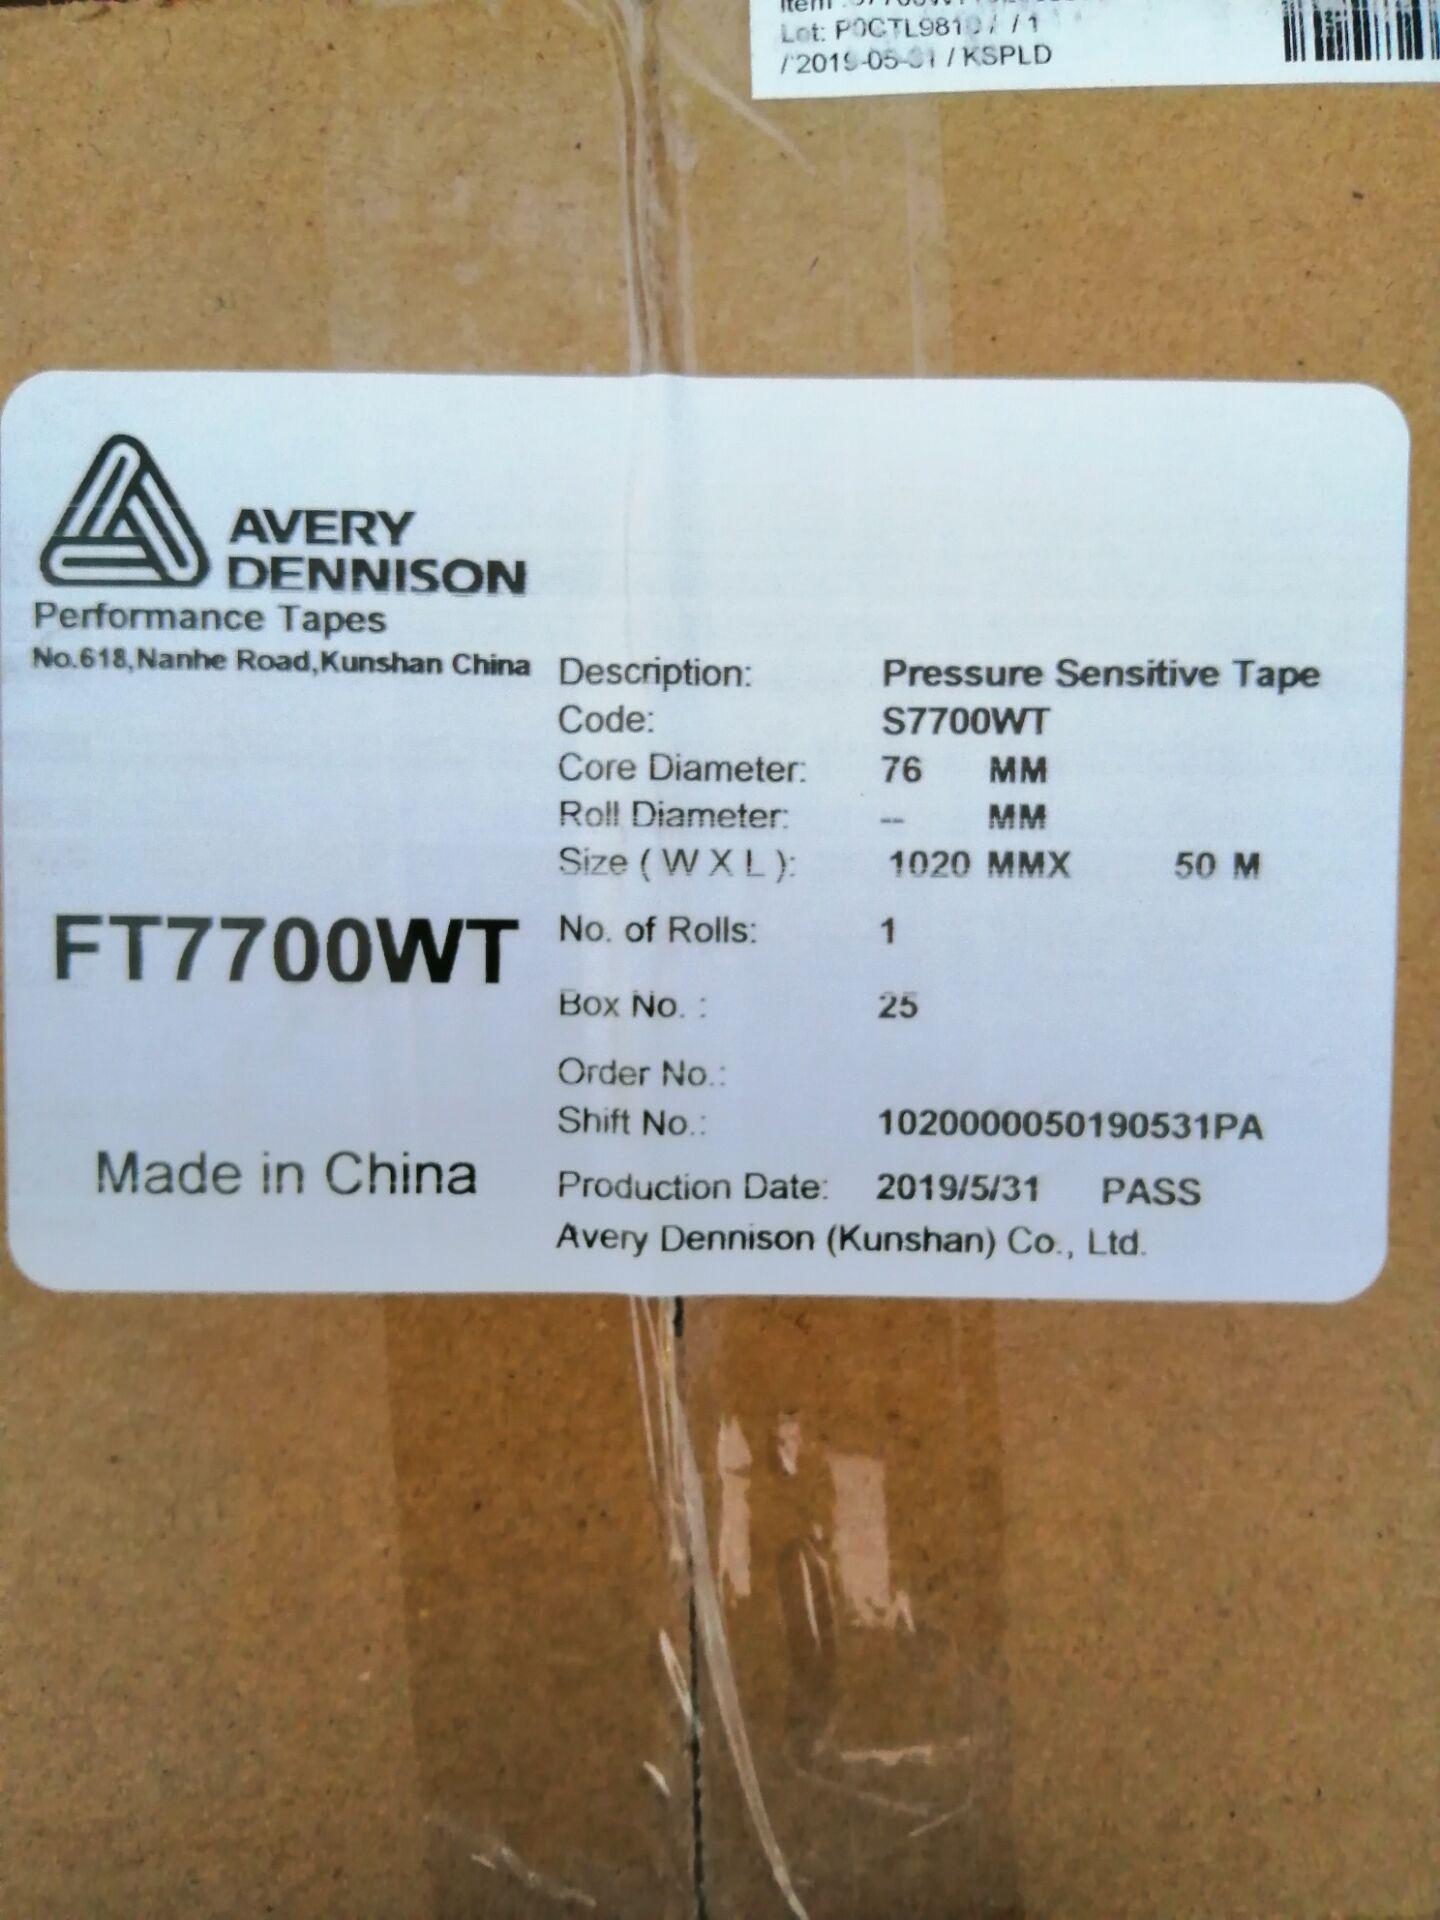 / KSPLD
AVERY
DENNISON
Performance Tapes
No.618,Nanhe Road,Kunshan China
Description: Pressure Sensitive Tape
Code: S7700WT
Core Diameter: 76 MM
Roll Diameter: -- MM
Size ( W X L ): 1020 MMX 50 M
FT7700WT
No. of Rolls: 1
Box No. : 25
Order No.:
Shift No.: 1020000050190531PA
Made in China
Production Date: 2019/5/31 PASS
Avery Dennison (Kunshan) Co., Ltd.